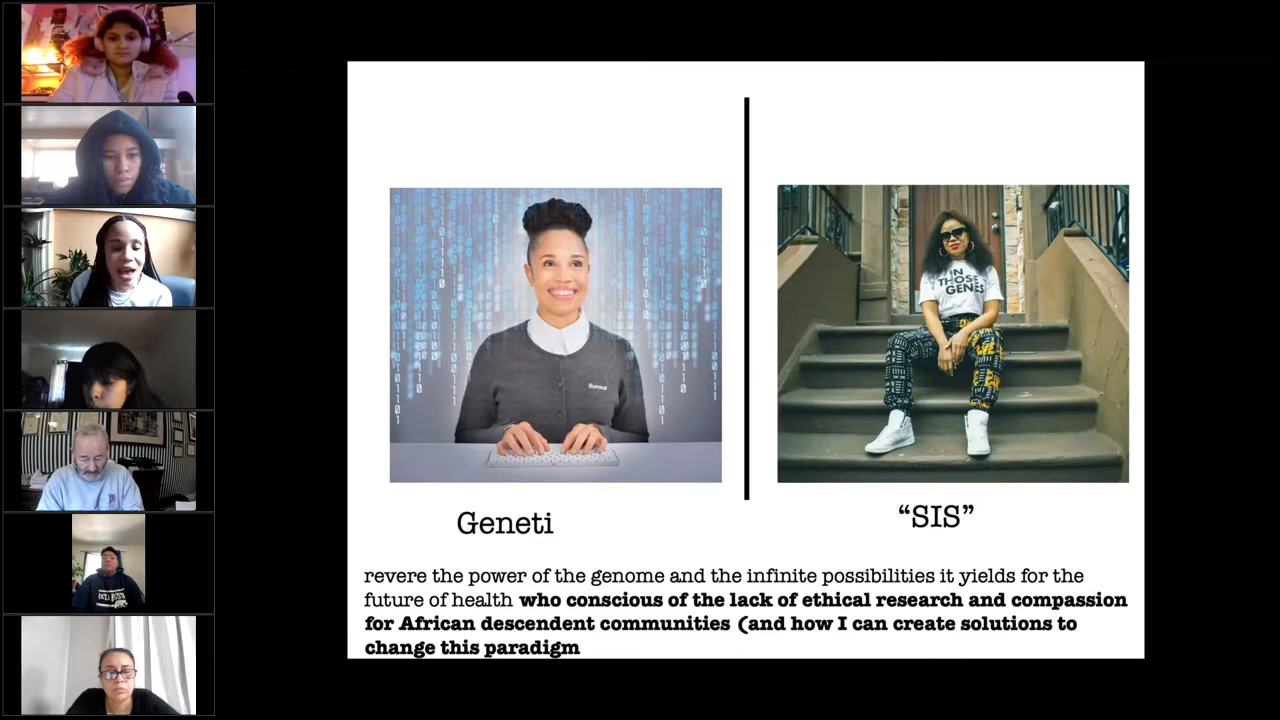 IN
THOSE
GENES
illumina
Geneti
“SIS”
revere the power of the genome and the infinite possibilities it yields for the
future of health who conscious of the lack of ethical research and compassion
for African descendent communities (and how I can create solutions to
change this paradigm